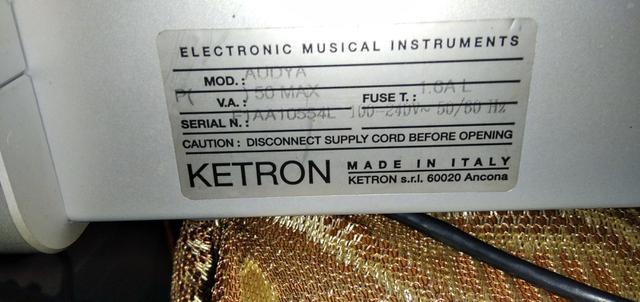 ELECTRONIC MUSICAL INSTRUMENTS
MOD.: AUDYA
V.A.: 50 MAX FUSE T.: 1.6A L
SERIAL N.: 100-240V~ 50/60 Hz
CAUTION : DISCONNECT SUPPLY CORD BEFORE OPENING
KETRON MADE IN ITALY
KETRON s.r.l. 60020 Ancona